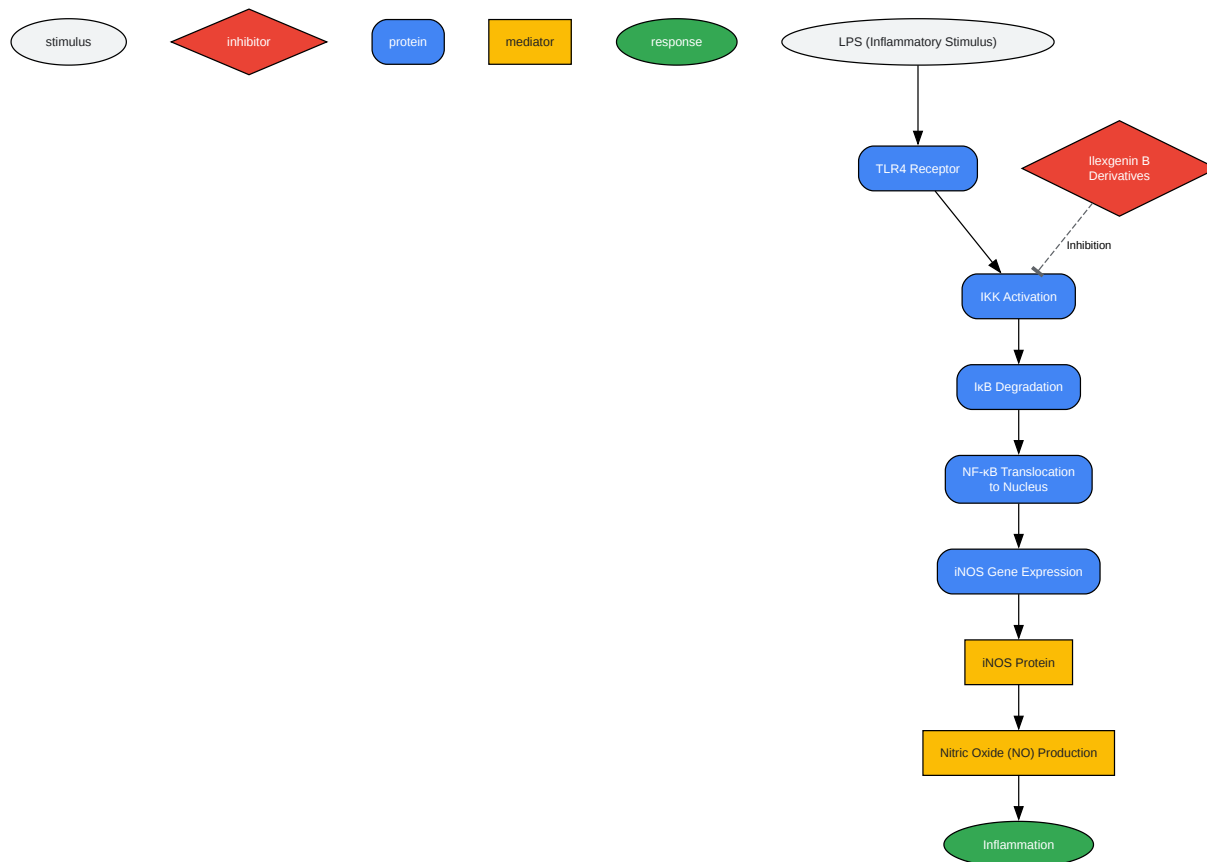 stimulus
inhibitor
protein
mediator
response
LPS (Inflammatory Stimulus)
TLR4 Receptor
Ilexgenin B
Derivatives
Inhibition
IKK Activation
IκB Degradation
NF-κB Translocation
to Nucleus
iNOS Gene Expression
iNOS Protein
Nitric Oxide (NO) Production
Inflammation